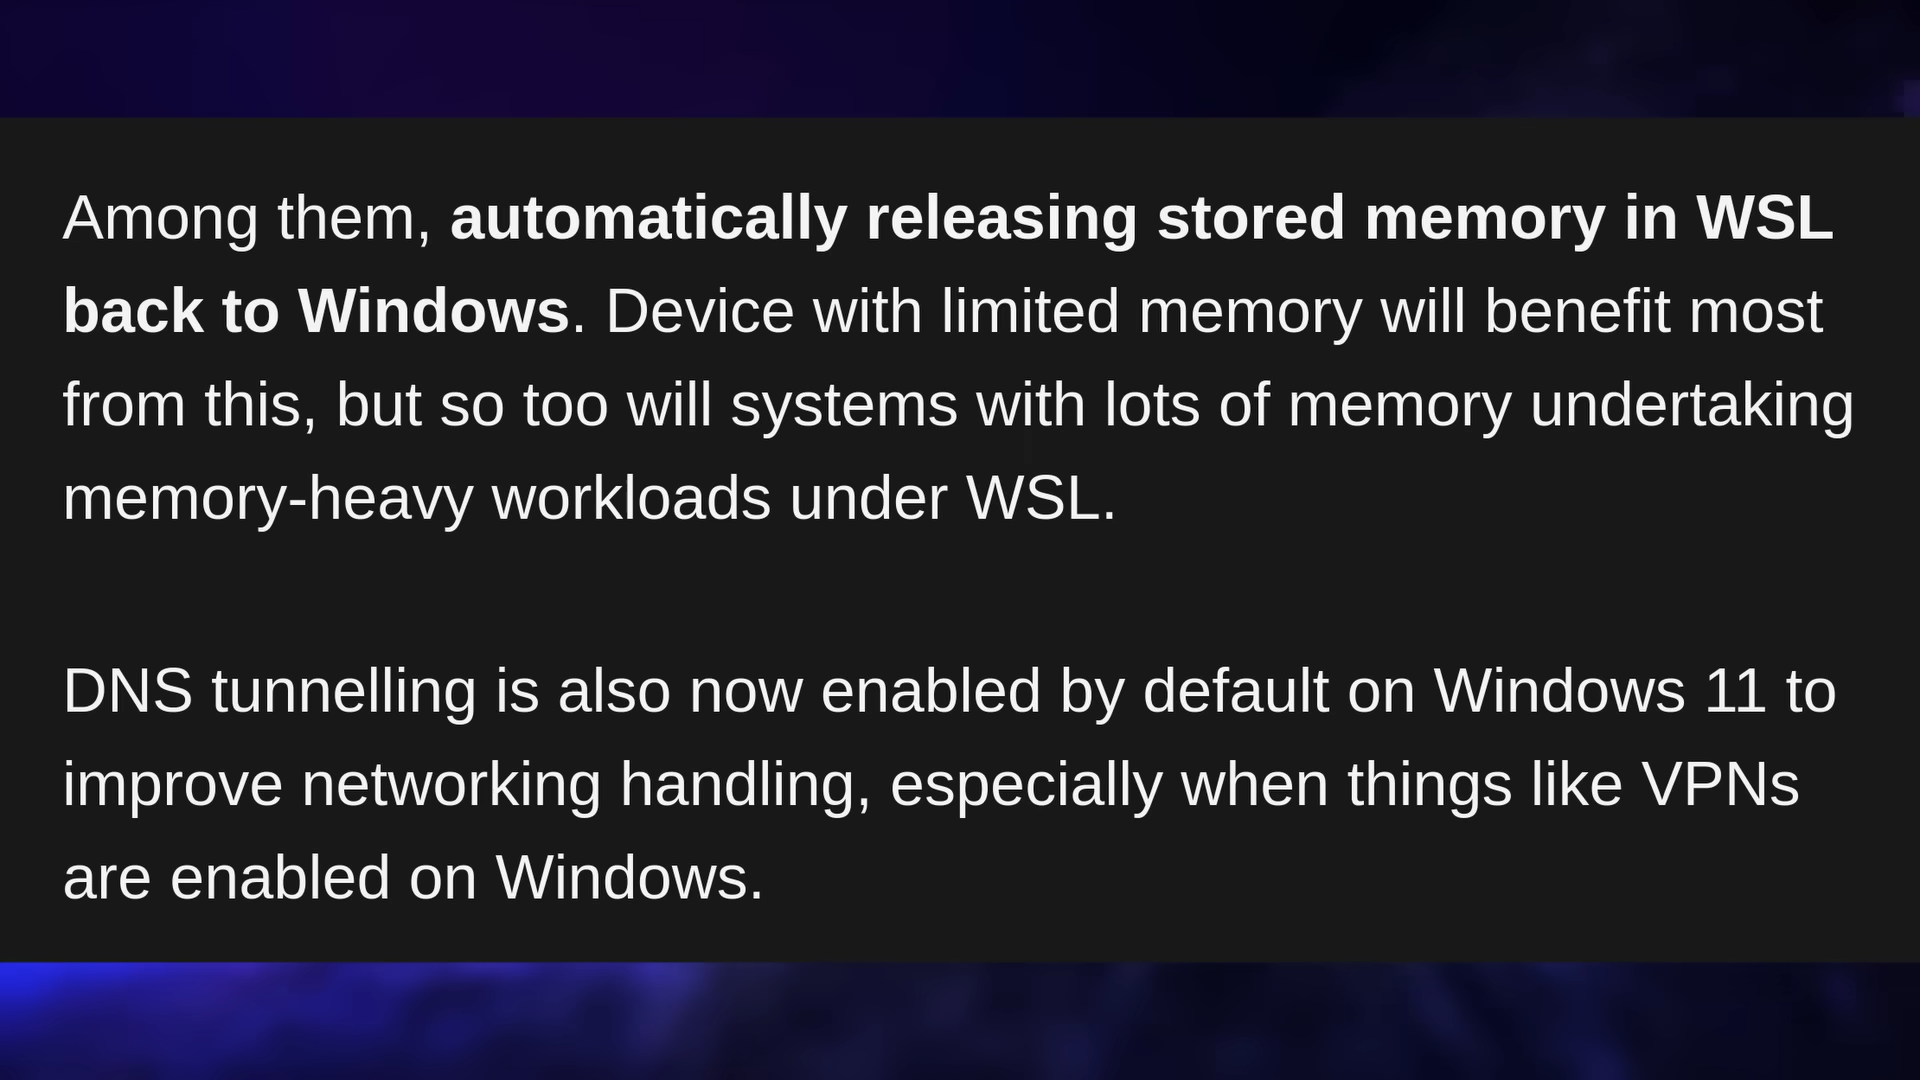 Among them, automatically releasing stored memory in WSL
back to Windows. Device with limited memory will benefit most
from this, but so too will systems with lots of memory undertaking
memory-heavy workloads under WSL.
DNS tunnelling is also now enabled by default on Windows 11 to
improve networking handling, especially when things like VPNs
are enabled on Windows.